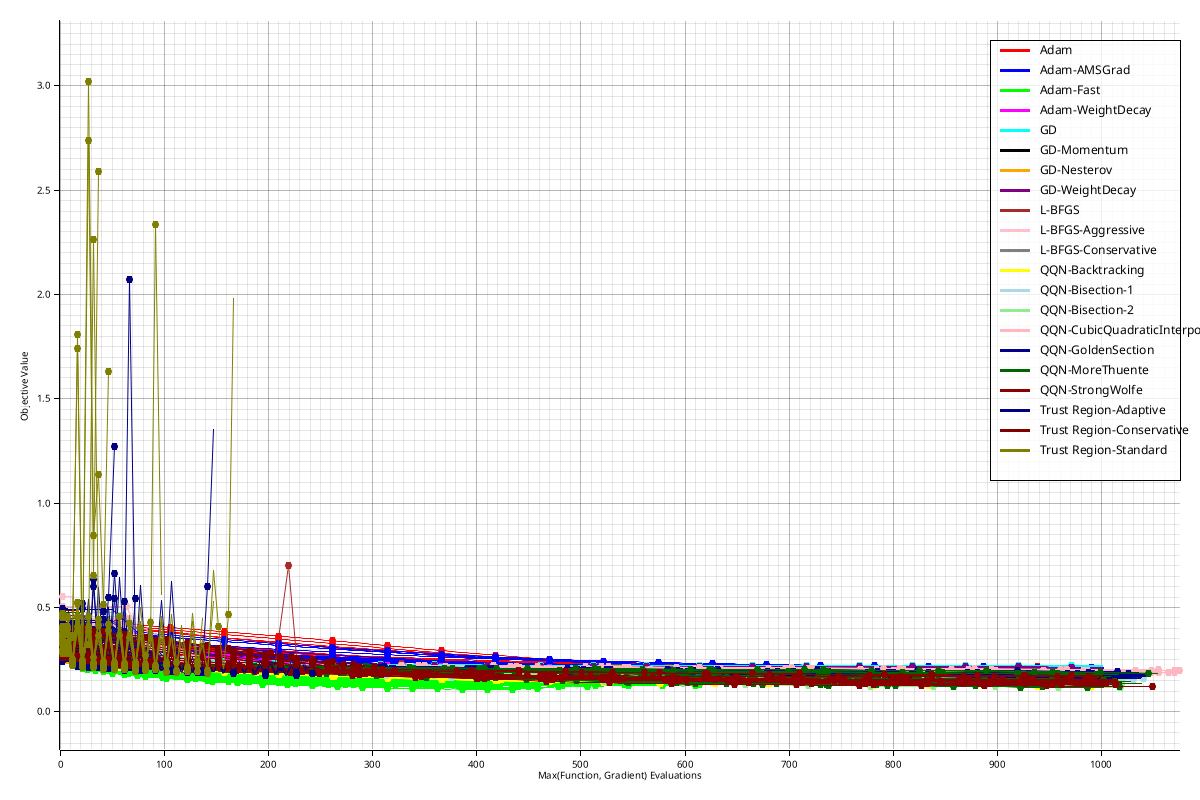 3.0
2.5
2.0
1.5
1.0
0.5
0.0
Objective Value
0
100
200
300
400
500
600
700
800
900
1000
Max(Function, Gradient) Evaluations
Adam
Adam-AMSGrad
Adam-Fast
Adam-WeightDecay
GD
GD-Momentum
GD-Nesterov
GD-WeightDecay
L-BFGS
L-BFGS-Aggressive
L-BFGS-Conservative
QQN-Backtracking
QQN-Bisection-1
QQN-Bisection-2
QQN-CubicQuadraticInterpo
QQN-GoldenSection
QQN-MoreThuente
QQN-StrongWolfe
Trust Region-Adaptive
Trust Region-Conservative
Trust Region-Standard